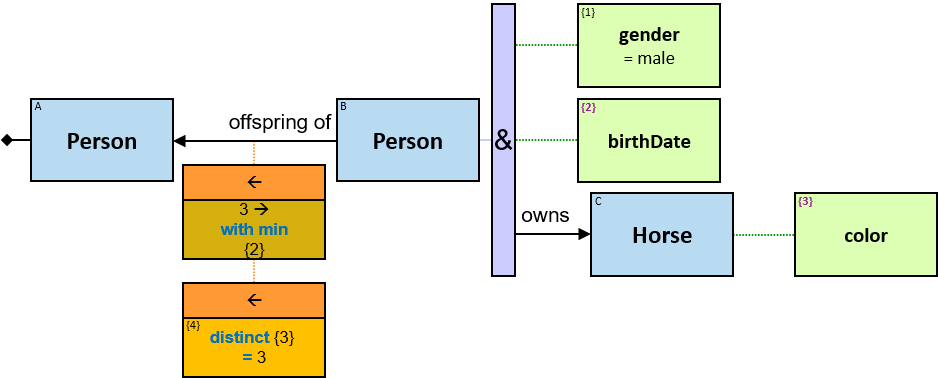 A
Person
offspring of
B
Person
&
{1}
gender
= male
{2}
birthDate
owns
C
Horse
{3}
color
←
3 →
with min
{2}
←
{4}
distinct {3}
= 3